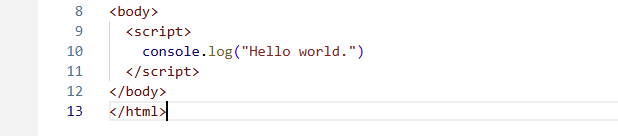 8 <body>
9 <script>
10 console.log("Hello world.")
11 </script>
12 </body>
13 </html>